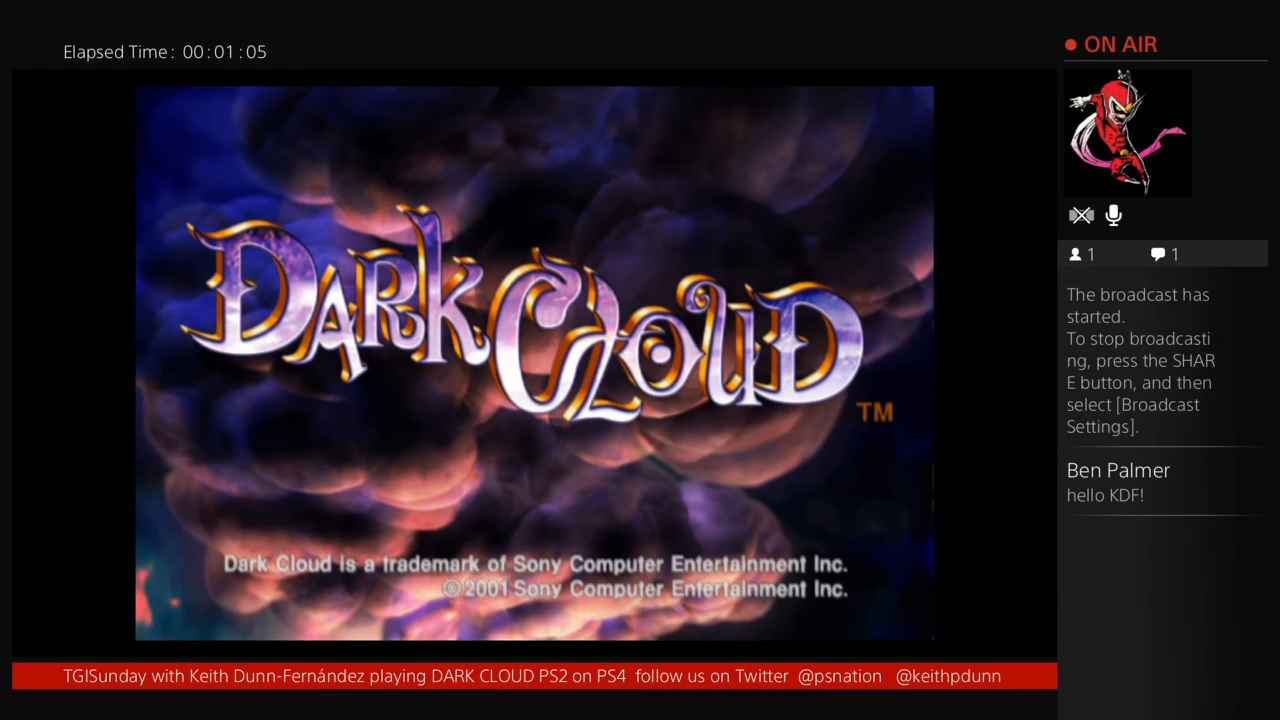 Elapsed Time: 00:01:05
ON AIR
DARK CLOUD
TM
Dark Cloud is a trademark of Sony Computer Entertainment Inc.
©2001 Sony Computer Entertainment Inc.
1
1
The broadcast has
started.
To stop broadcasti
ng, press the SHAR
E button, and then
select [Broadcast
Settings].
Ben Palmer
hello KDF!
TGISunday with Keith Dunn-Fernández playing DARK CLOUD PS2 on PS4 follow us on Twitter @psnation @keithpdunn